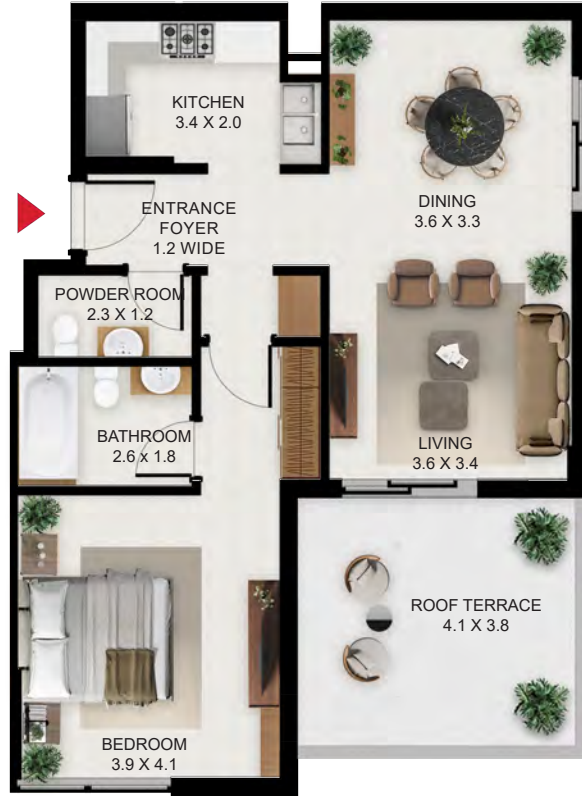 KITCHEN
3.4 X 2.0
ENTRANCE
FOYER
1.2 WIDE
DINING
3.6 X 3.3
POWDER ROOM
2.3 X 1.2
BATHROOM
2.6 x 1.8
LIVING
3.6 X 3.4
ROOF TERRACE
4.1 X 3.8
BEDROOM
3.9 X 4.1